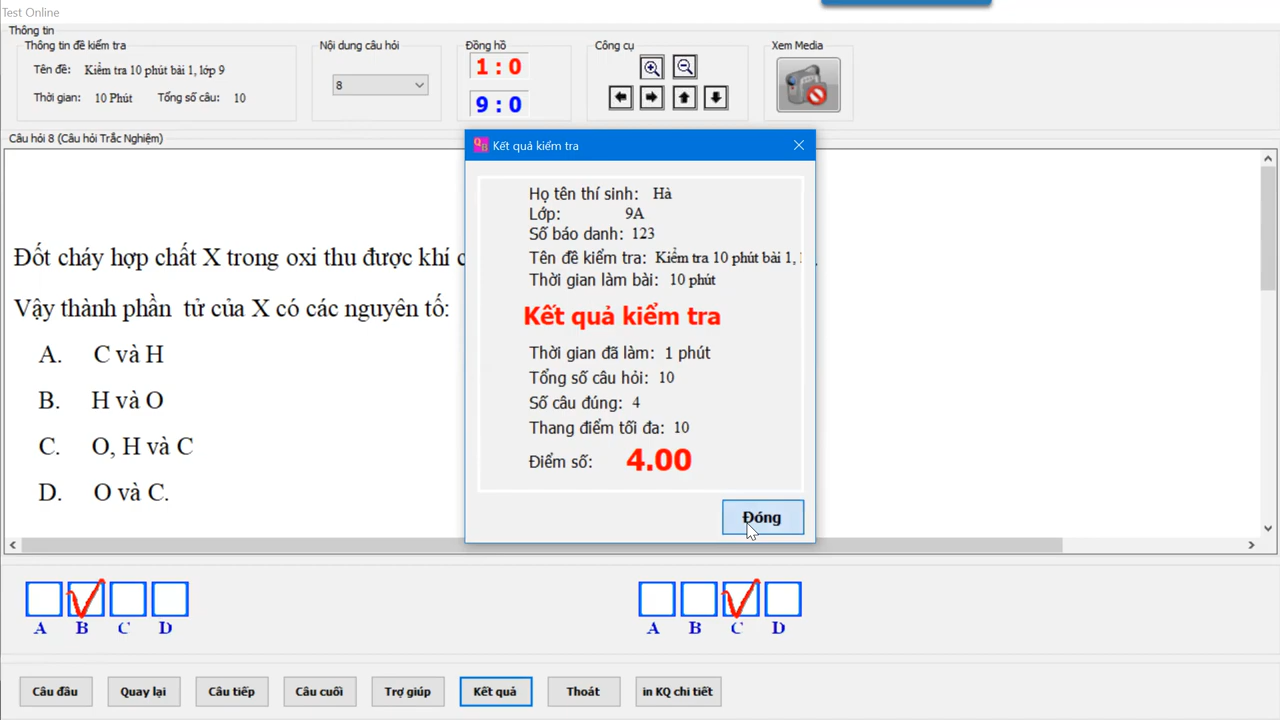 Test Online
Thông tin
Thông tin đề kiểm tra
Tên đề: Kiểm tra 10 phút bài 1, lớp 9
Thời gian: 10 Phút Tổng số câu: 10
Nội dung câu hỏi
8
Đồng hồ
1 : 0
9 : 0
Công cụ
Xem Media
Câu hỏi 8 (Câu hỏi Trắc Nghiệm)
Đốt cháy hợp chất X trong oxi thu được khí
Vậy thành phần tử của X có các nguyên tố:
A. C và H
B. H và O
C. O, H và C
D. O và C.
Kết quả kiểm tra
Họ tên thí sinh: Hà
Lớp: 9A
Số báo danh: 123
Tên đề kiểm tra: Kiểm tra 10 phút bài 1,
Thời gian làm bài: 10 phút
Kết quả kiểm tra
Thời gian đã làm: 1 phút
Tổng số câu hỏi: 10
Số câu đúng: 4
Thang điểm tối đa: 10
Điểm số: 4.00
Đóng
A B C D
A B C D
Câu đầu Quay lại Câu tiếp Câu cuối Trợ giúp Kết quả Thoát in KQ chi tiết